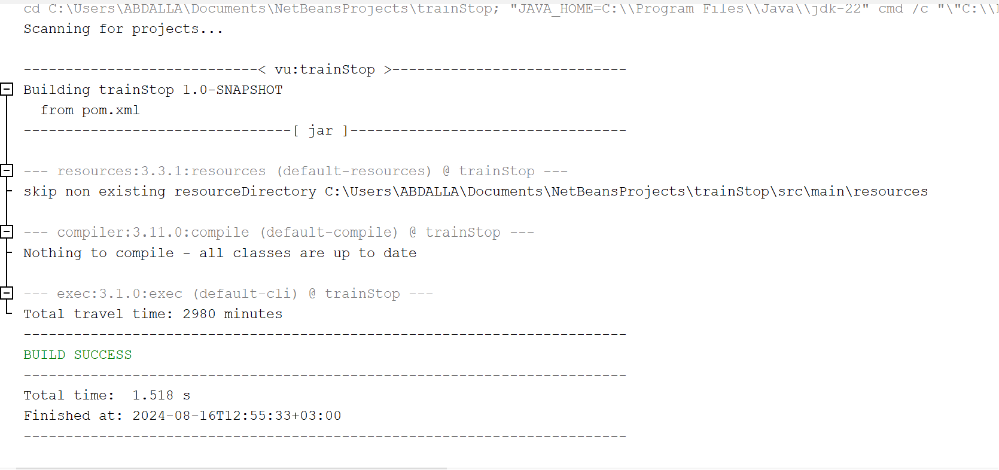 cd C:\Users\ABDALLA\Documents\NetBeansProjects\trainStop; "JAVA_HOME=C:\\Program Files\\Java\\jdk-22" cmd /c "\"C:\\
Scanning for projects...
----------------------------< vu:trainStop >----------------------------
Building trainStop 1.0-SNAPSHOT
  from pom.xml
--------------------------------[ jar ]---------------------------------
--- resources:3.3.1:resources (default-resources) @ trainStop ---
skip non existing resourceDirectory C:\Users\ABDALLA\Documents\NetBeansProjects\trainStop\src\main\resources
--- compiler:3.11.0:compile (default-compile) @ trainStop ---
Nothing to compile - all classes are up to date
--- exec:3.1.0:exec (default-cli) @ trainStop ---
Total travel time: 2980 minutes
------------------------------------------------------------------------
BUILD SUCCESS
------------------------------------------------------------------------
Total time:  1.518 s
Finished at: 2024-08-16T12:55:33+03:00
------------------------------------------------------------------------